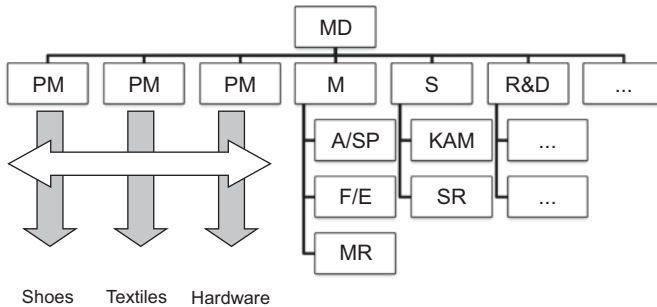 MD
PM PM PM M S R&D ...
A/SP KAM ...
F/E SR ...
MR
Shoes Textiles Hardware